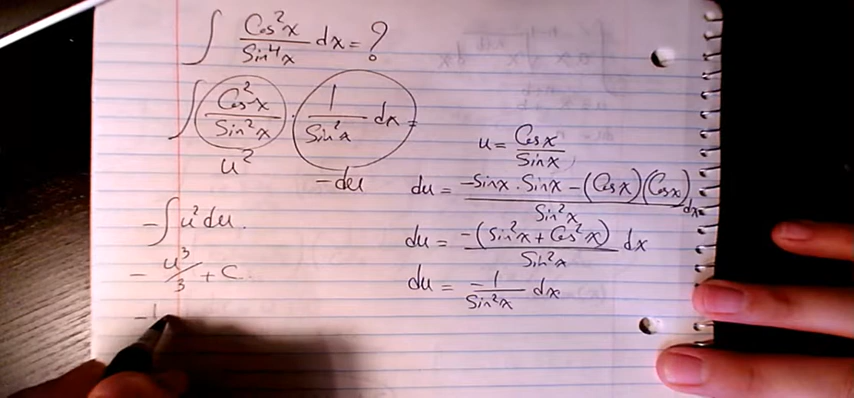 ∫ Cos²x / Sin⁴x dx = ?
∫ Cos²x / Sin²x · 1 / Sin²x dx =
u²
-du
-∫ u² du.
- u³/3 + C.
-1
u = Cosx / Sinx
du = -Sinx · Sinx - (Cosx)(Cosx) / Sin²x dx
du = -(Sin²x + Cos²x) / Sin²x dx
du = -1 / Sin²x dx